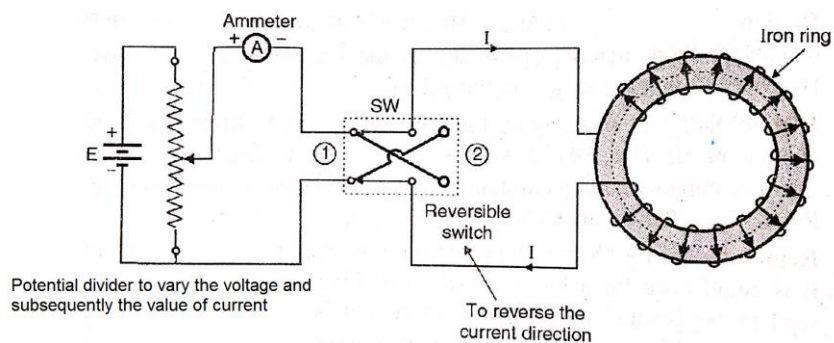 Ammeter
+ A -
I
Iron ring
SW
+
E
-
①
②
Reversible
switch
I
Potential divider to vary the voltage and
subsequently the value of current
To reverse the
current direction